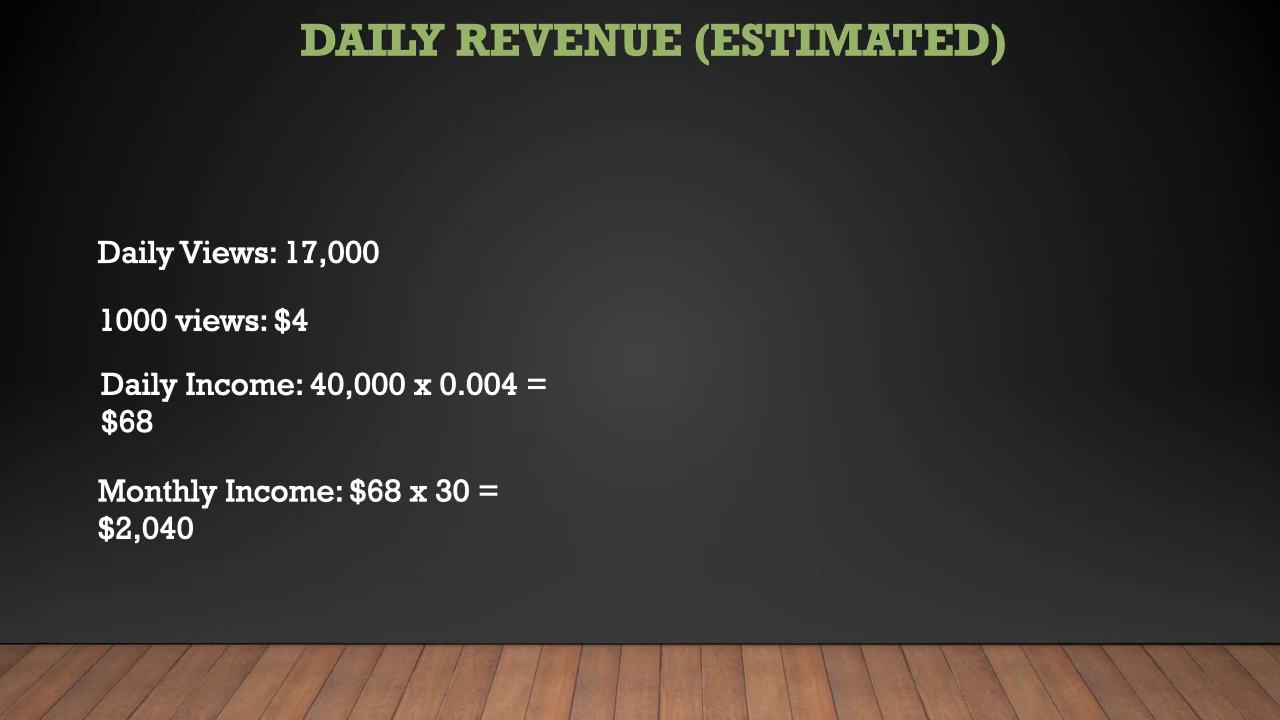 DAILY REVENUE (ESTIMATED)
Daily Views: 17,000
1000 views: $4
Daily Income: 40,000 x 0.004 =
$68
Monthly Income: $68 x 30 =
$2,040